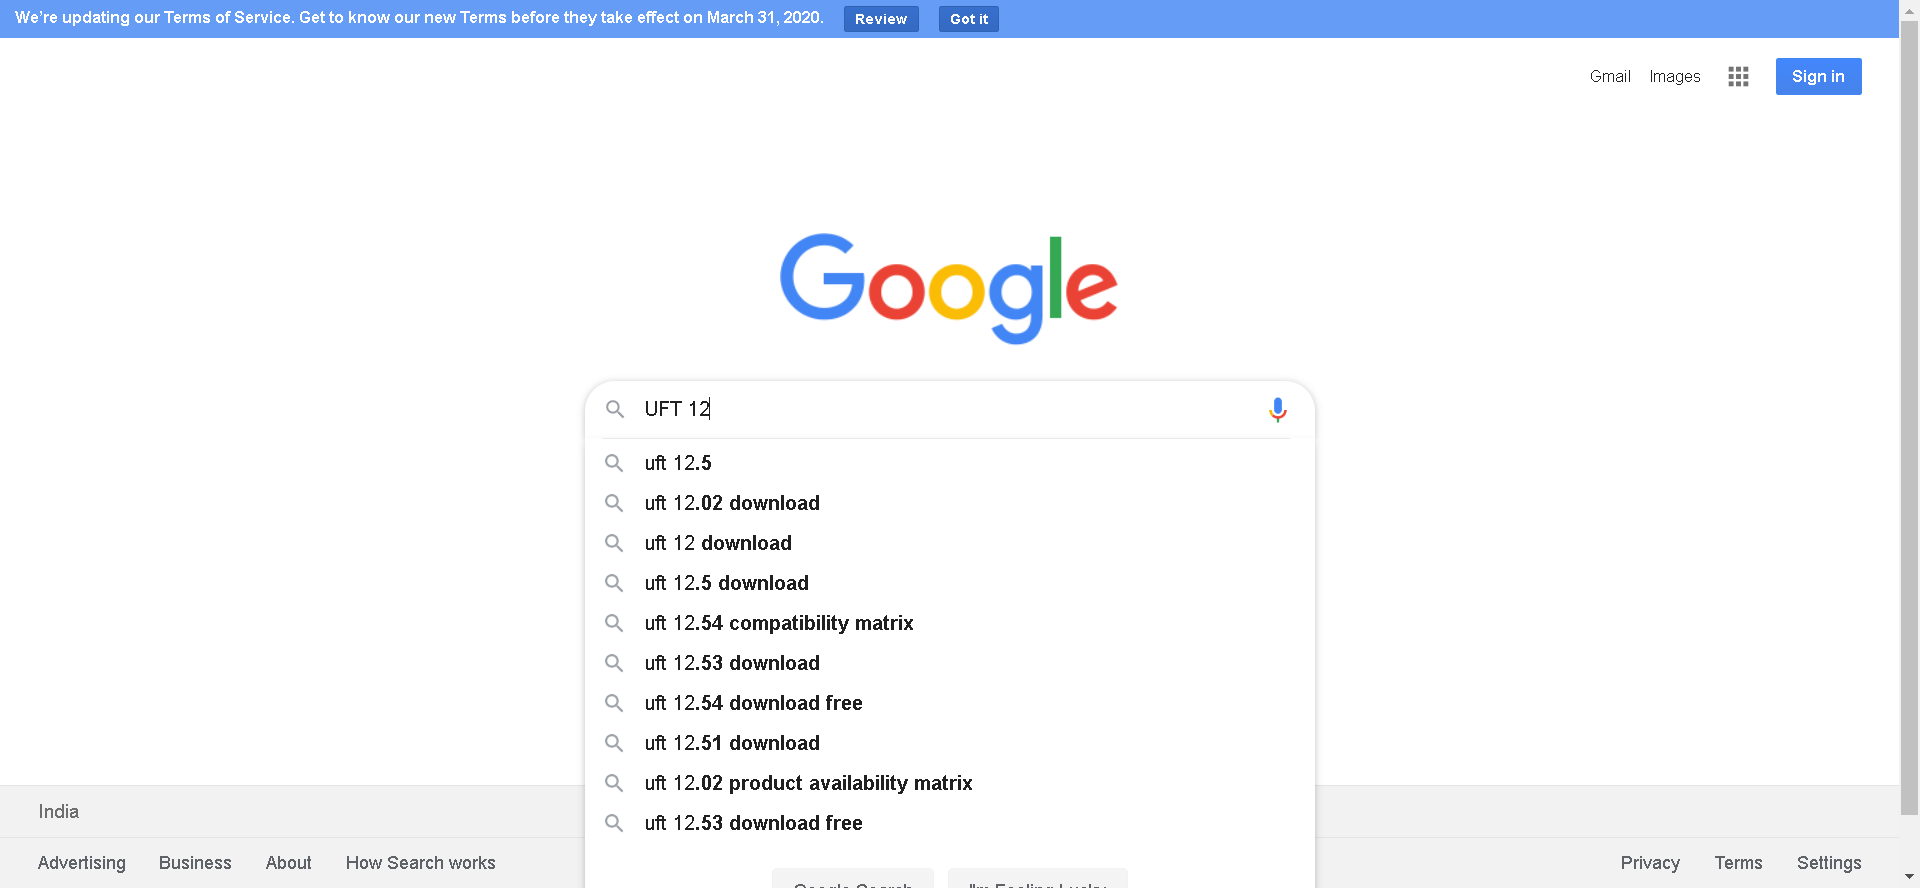 We're updating our Terms of Service. Get to know our new Terms before they take effect on March 31, 2020. Review Got it
Gmail Images Sign in
Google
UFT 12
uft 12.5
uft 12.02 download
uft 12 download
uft 12.5 download
uft 12.54 compatibility matrix
uft 12.53 download
uft 12.54 download free
uft 12.51 download
uft 12.02 product availability matrix
uft 12.53 download free
India
Advertising Business About How Search works
Privacy Terms Settings
Google Search I'm Feeling Lucky